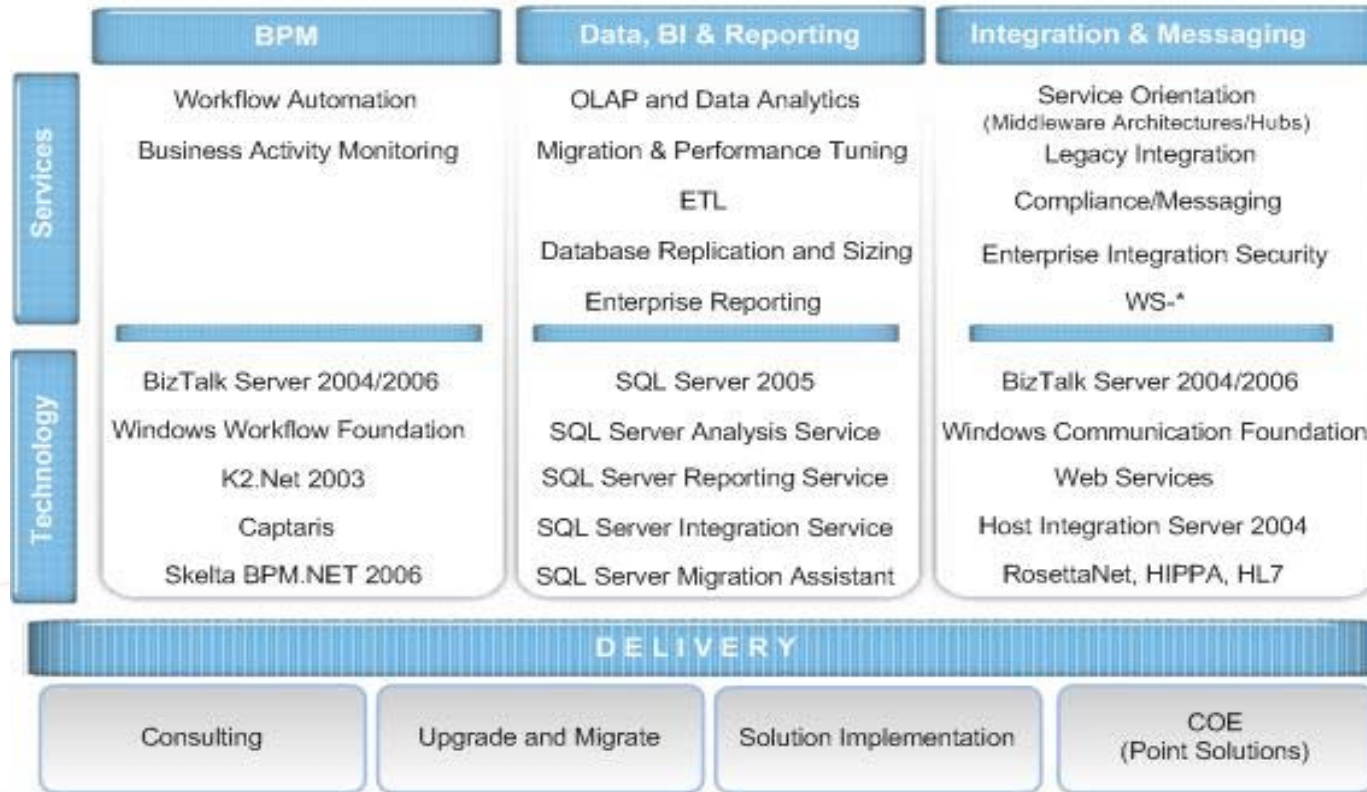 BPM
Data, BI & Reporting
Integration & Messaging
Services
Workflow Automation
Business Activity Monitoring
OLAP and Data Analytics
Migration & Performance Tuning
ETL
Database Replication and Sizing
Enterprise Reporting
Service Orientation
(Middleware Architectures/Hubs)
Legacy Integration
Compliance/Messaging
Enterprise Integration Security
WS-*
Technology
BizTalk Server 2004/2006
Windows Workflow Foundation
K2.Net 2003
Captaris
Skelta BPM.NET 2006
SQL Server 2005
SQL Server Analysis Service
SQL Server Reporting Service
SQL Server Integration Service
SQL Server Migration Assistant
BizTalk Server 2004/2006
Windows Communication Foundation
Web Services
Host Integration Server 2004
RosettaNet, HIPPA, HL7
DELIVERY
Consulting
Upgrade and Migrate
Solution Implementation
COE
(Point Solutions)